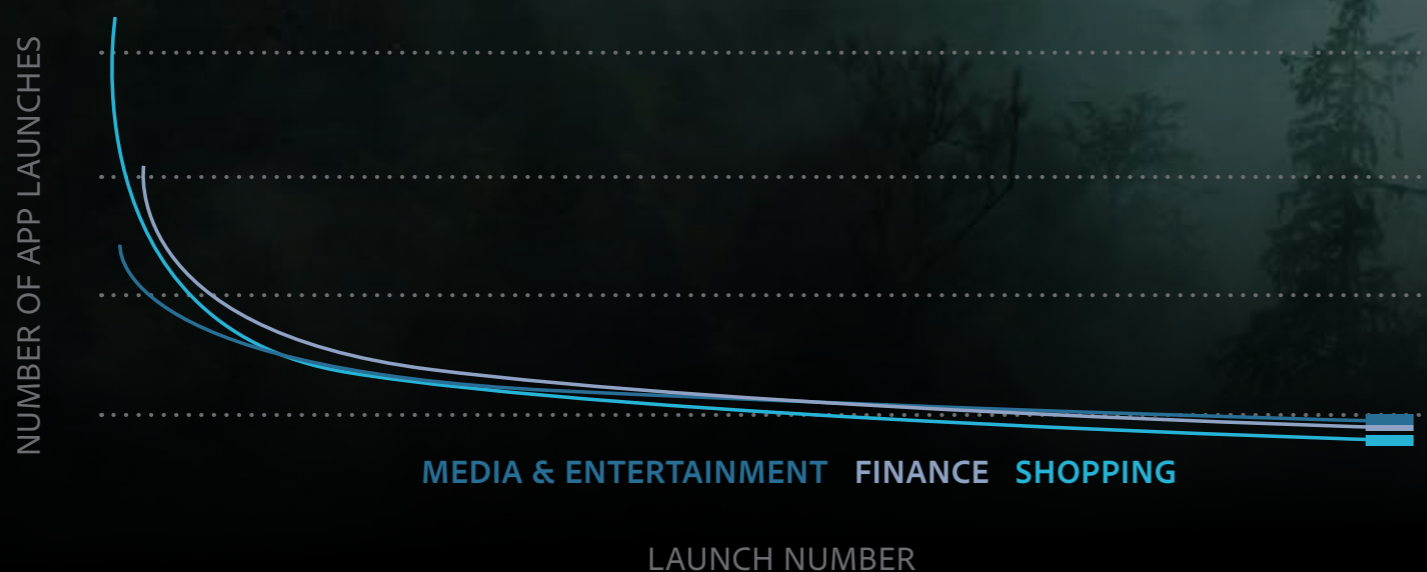 NUMBER OF APP LAUNCHES
MEDIA & ENTERTAINMENT FINANCE SHOPPING
LAUNCH NUMBER